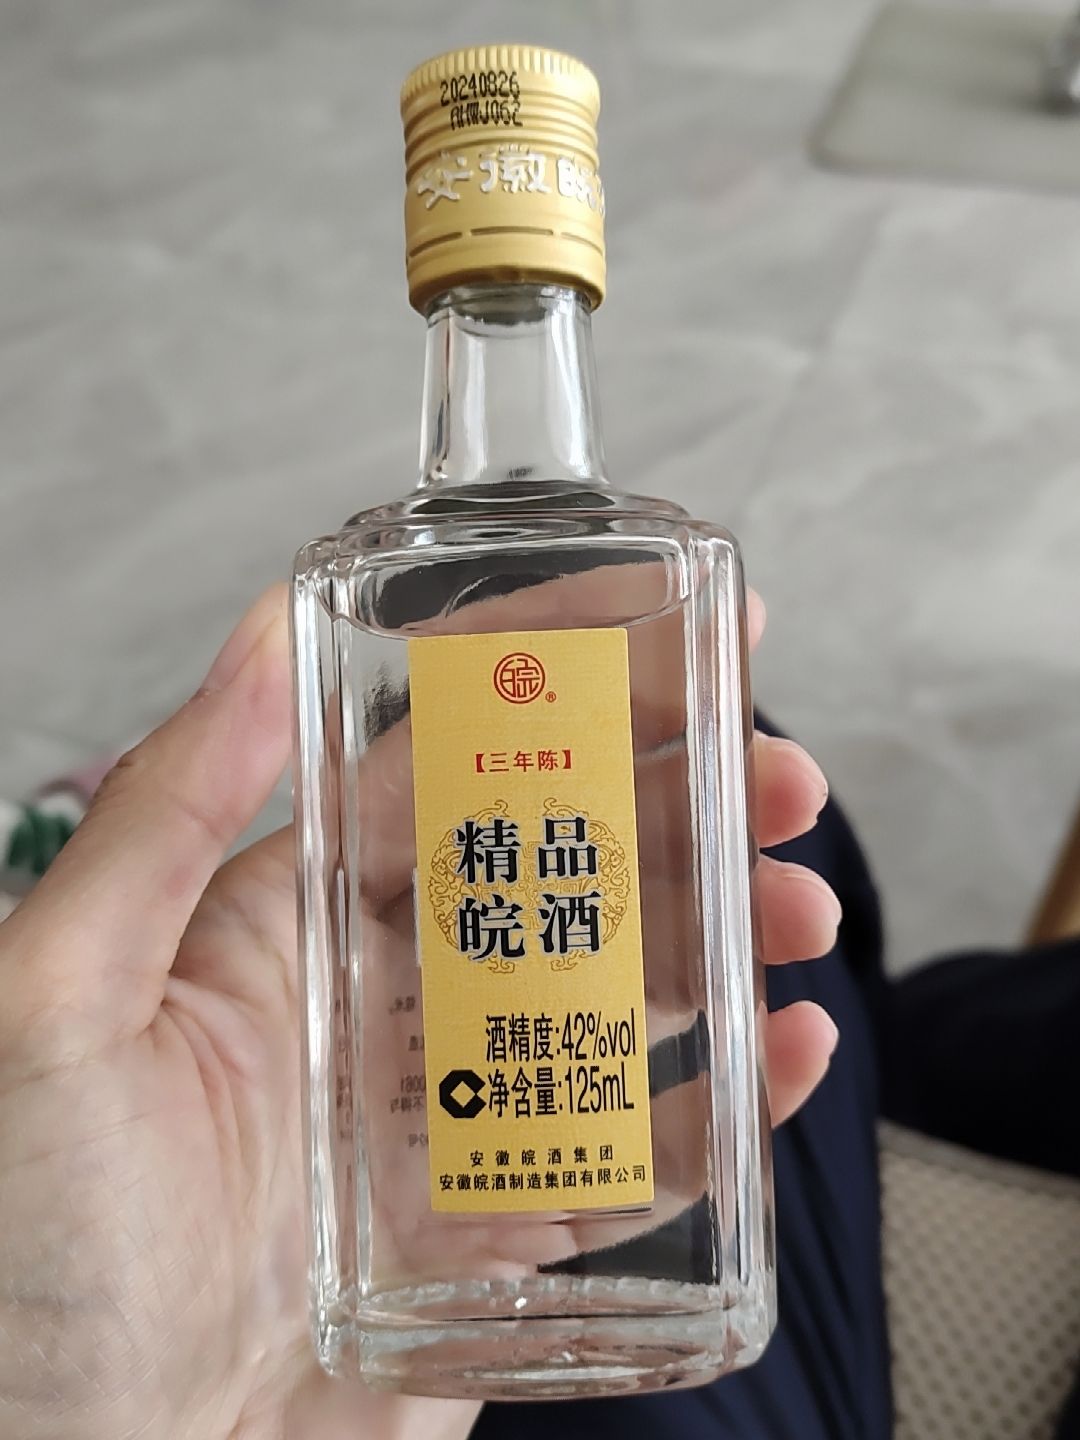 20240826
AHWJ062
安徽皖
皖®
【三年陈】
精品
皖酒
酒精度:42%vol
净含量:125mL
安徽皖酒集团
安徽皖酒制造集团有限公司